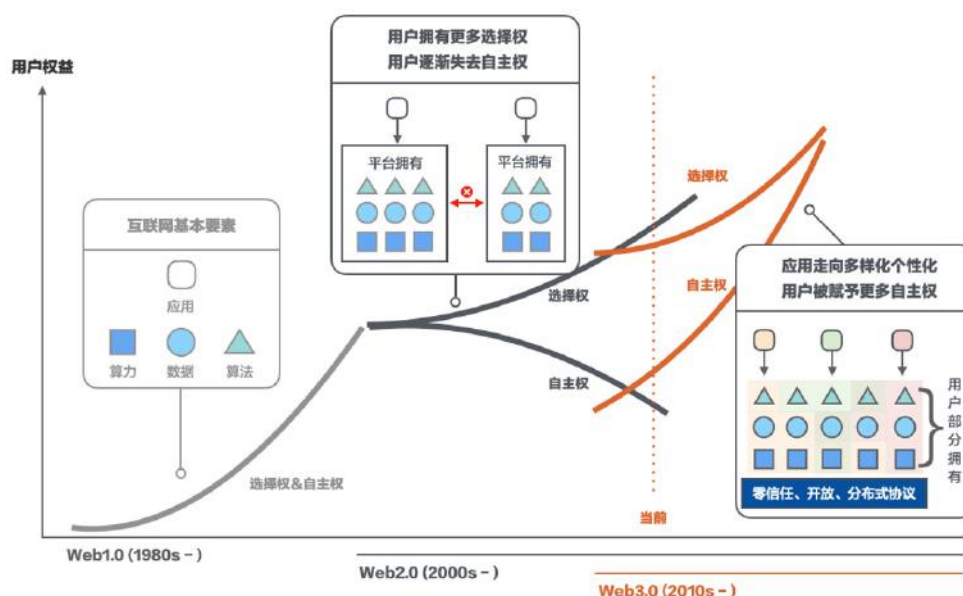 用户权益
用户拥有更多选择权
用户逐渐失去自主权
平台拥有
平台拥有
互联网基本要素
应用
算力
数据
算法
选择权
自主权
选择权&自主权
选择权
自主权
当前
应用走向多样化个性化
用户被赋予更多自主权
用户部分拥有
零信任、开放、分布式协议
Web1.0 (1980s – )
Web2.0 (2000s – )
Web3.0 (2010s – )